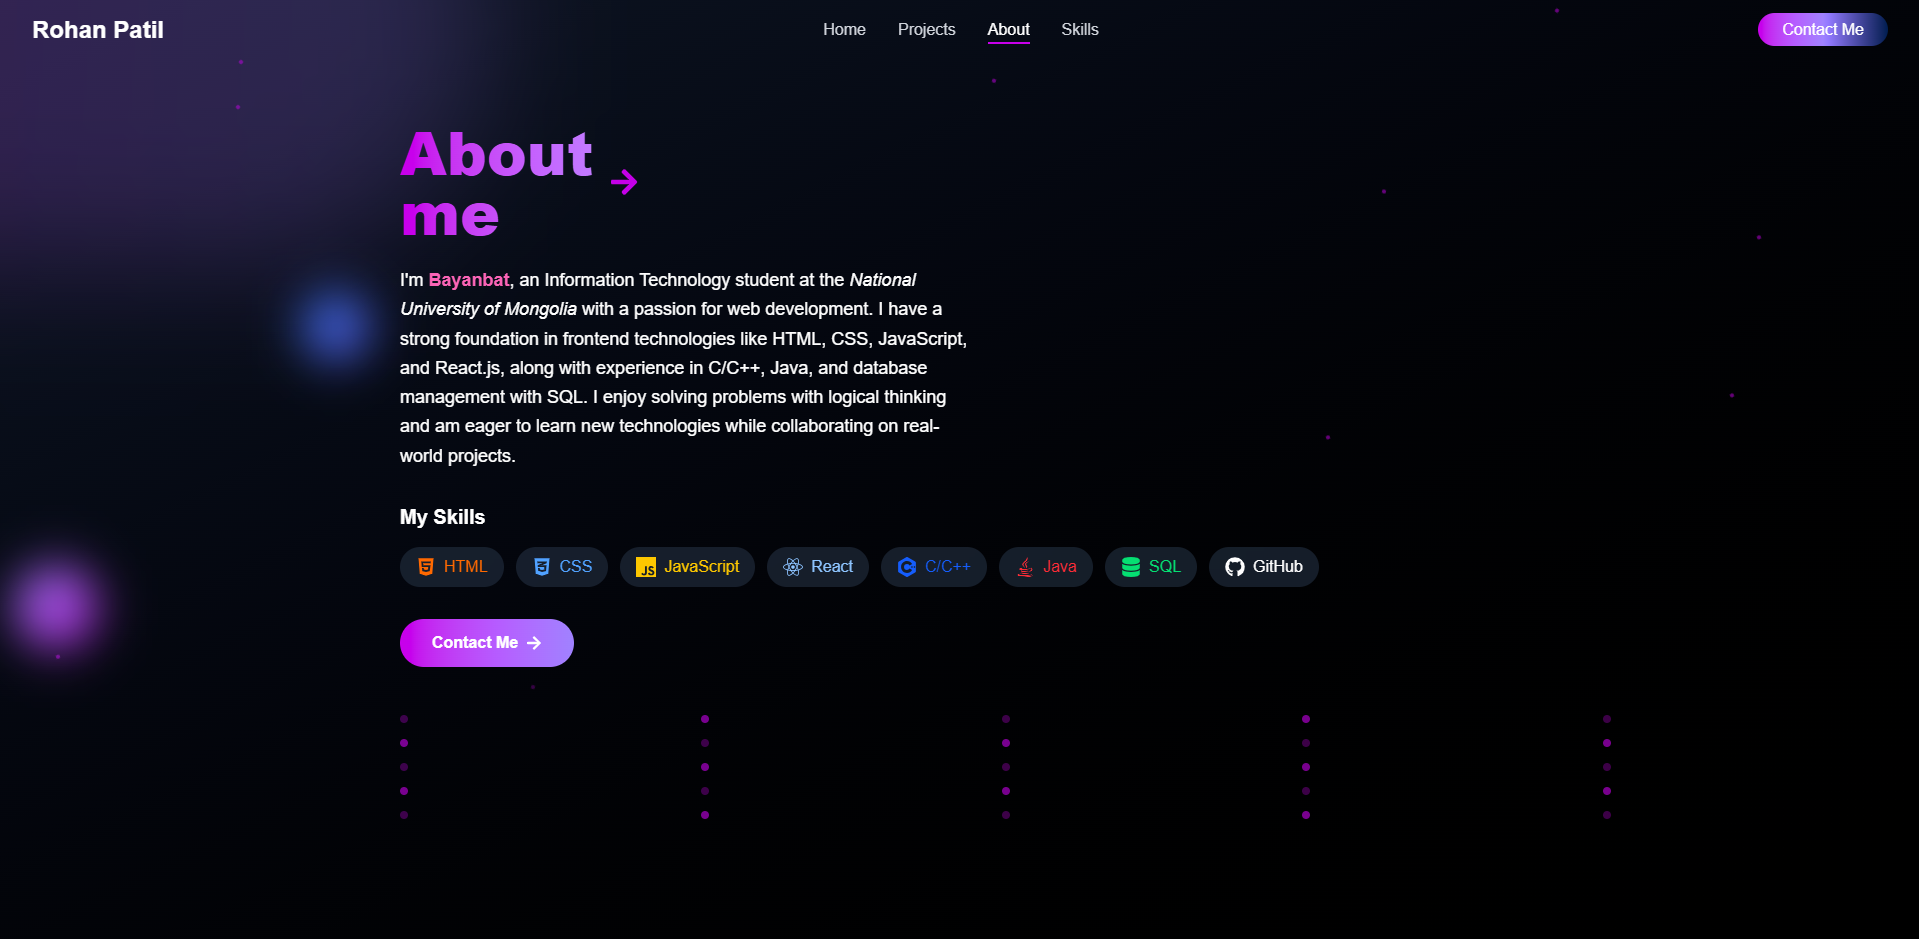 Rohan Patil
Home Projects About Skills
Contact Me
About
me
I'm Bayanbat, an Information Technology student at the National
University of Mongolia with a passion for web development. I have a
strong foundation in frontend technologies like HTML, CSS, JavaScript,
and React.js, along with experience in C/C++, Java, and database
management with SQL. I enjoy solving problems with logical thinking
and am eager to learn new technologies while collaborating on real-
world projects.
My Skills
HTML CSS JS JavaScript React C/C++ Java SQL GitHub
Contact Me